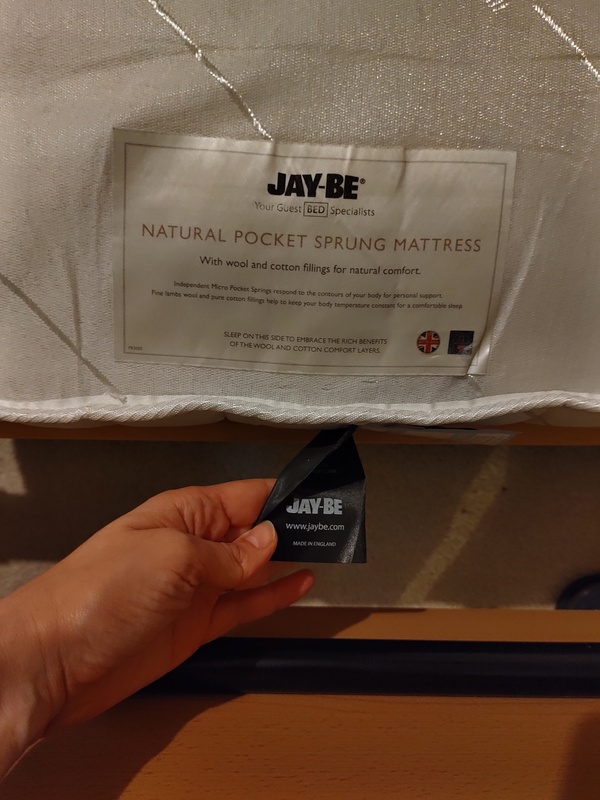 JAY-BE®
Your Guest BED Specialists
NATURAL POCKET SPRUNG MATTRESS
With wool and cotton fillings for natural comfort.
Independent Micro Pocket Springs respond to the contours of your body for personal support.
Fine lambs wool and pure cotton fillings help to keep your body temperature constant for a comfortable sleep.
SLEEP ON THIS SIDE TO EMBRACE THE RICH BENEFITS
OF THE WOOL AND COTTON COMFORT LAYERS.
JAY-BE
www.jaybe.com
MADE IN ENGLAND